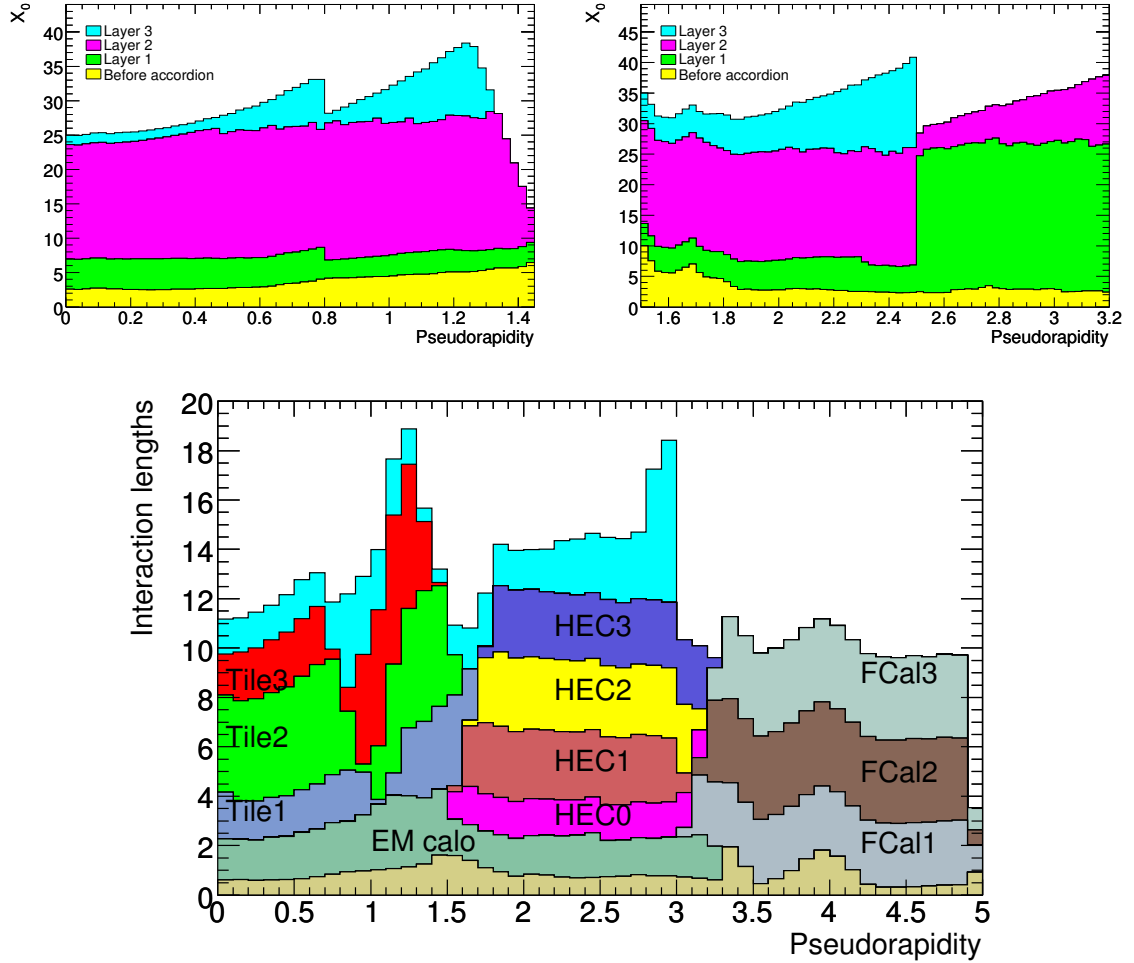 X₀
40
35
30
25
20
15
10
5
0
Layer 3
Layer 2
Layer 1
Before accordion
0 0.2 0.4 0.6 0.8 1 1.2 1.4
Pseudorapidity
X₀
45
40
35
30
25
20
15
10
5
0
Layer 3
Layer 2
Layer 1
Before accordion
1.6 1.8 2 2.2 2.4 2.6 2.8 3 3.2
Pseudorapidity
Interaction lengths
20
18
16
14
12
10
8
6
4
2
0
Tile3
Tile2
Tile1
EM calo
HEC3
HEC2
HEC1
HEC0
FCal3
FCal2
FCal1
0 0.5 1 1.5 2 2.5 3 3.5 4 4.5 5
Pseudorapidity